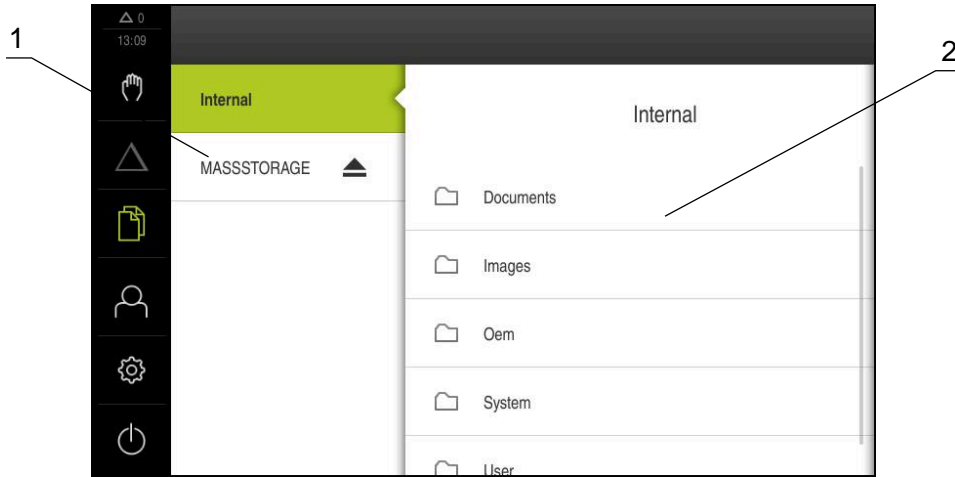 1
2
0
13:09
Internal
MASSSTORAGE
Internal
Documents
Images
Oem
System
User